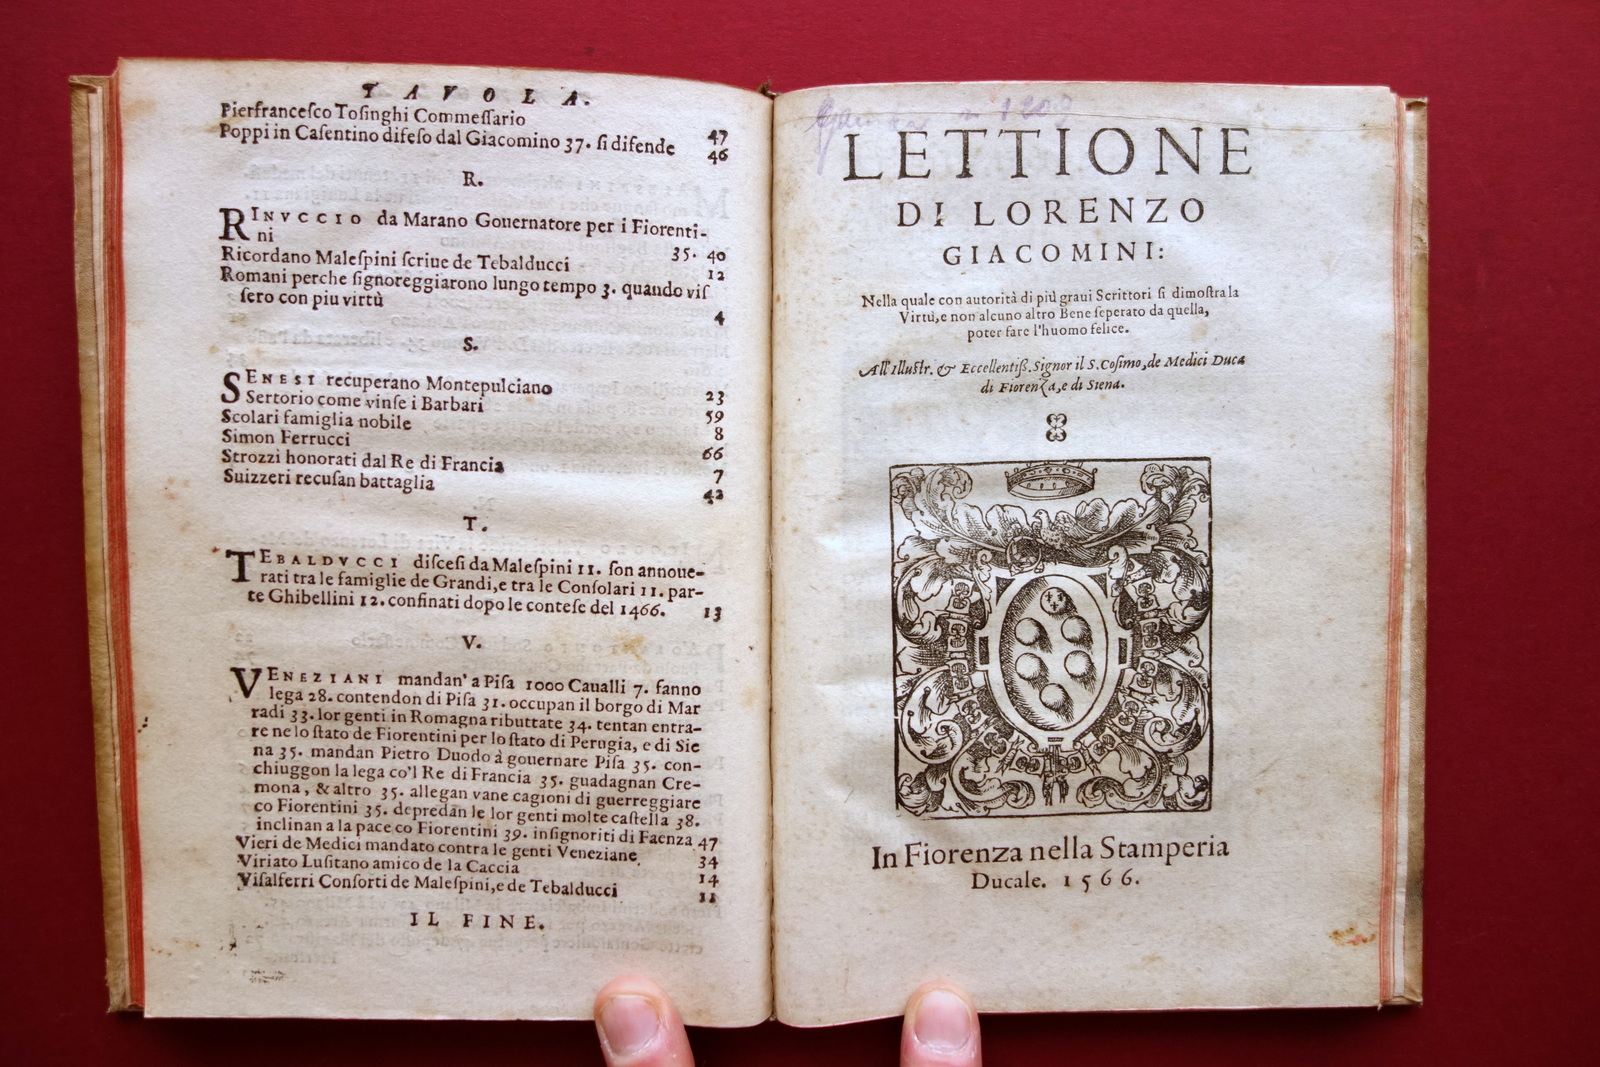 TAVOLA.
Pierfrancesco Tosinghi Commessario 47
Poppi in Casentino difeso dal Giacomino 37. si difende 46
R.
RINVCCIO da Marano Gouernatore per i Fiorenti-
ni 35. 40
Ricordano Malespini scriue de Tebalducci 12
Romani perche signoreggiarono lungo tempo 3. quando vis
sero con piu virtù 4
S.
SENESI recuperano Montepulciano 23
Sertorio come vinse i Barbari 59
Scolari famiglia nobile 8
Simon Ferrucci 66
Strozzi honorati dal Re di Francia 7
Suizzeri recusan battaglia 42
T.
TEBALDVCCI discesi da Malespini 11. son annoue-
rati tra le famiglie de Grandi, e tra le Consolari 11. par-
te Ghibellini 12. confinati dopo le contese del 1466. 13
V.
VENEZIANI mandan' a Pisa 1000 Caualli 7. fanno
lega 28. contendon di Pisa 31. occupan il borgo di Mar
radi 33. lor genti in Romagna ributtate 34. tentan entra-
re ne lo stato de Fiorentini per lo stato di Perugia, e di Sie
na 35. mandan Pietro Duodo à gouernare Pisa 35. con-
chiuggon la lega co'l Re di Francia 35. guadagnan Cre-
mona, & altro 35. allegan vane cagioni di guerreggiare
co Fiorentini 35. depredan le lor genti molte castella 38.
inclinan a la pace co Fiorentini 39. insignoriti di Faenza 47
Vieri de Medici mandato contra le genti Veneziane 34
Viriato Lusitano amico de la Caccia 14
Visalferri Consorti de Malespini, e de Tebalducci 11
IL FINE.
LETTIONE
DI LORENZO
GIACOMINI:
Nella quale con autorità di più graui Scrittori si dimostra la
Virtù, e non alcuno altro Bene seperato da quella,
poter fare l'huomo felice.
All'Illustr. & Eccellentiss. Signor il S. Cosimo, de Medici Duca
di Fiorenza, e di Siena.
In Fiorenza nella Stamperia
Ducale. 1566.